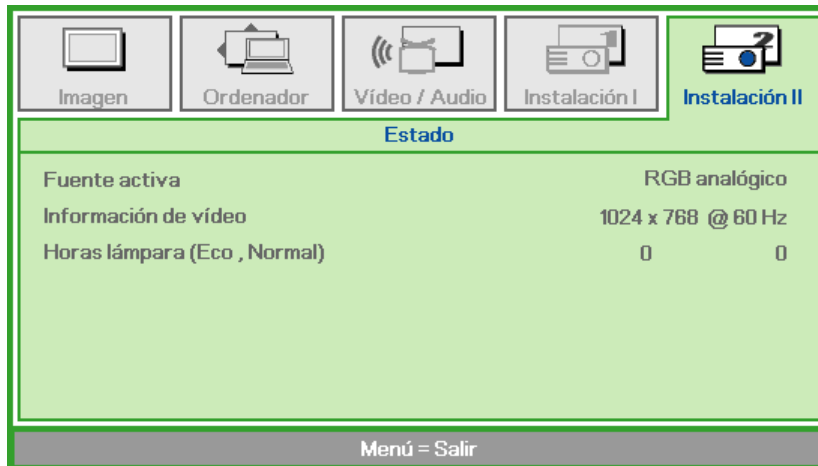 Imagen Ordenador Vídeo / Audio Instalación I Instalación II
Estado
Fuente activa RGB analógico
Información de vídeo 1024 x 768 @ 60 Hz
Horas lámpara (Eco , Normal) 0 0
Menú = Salir